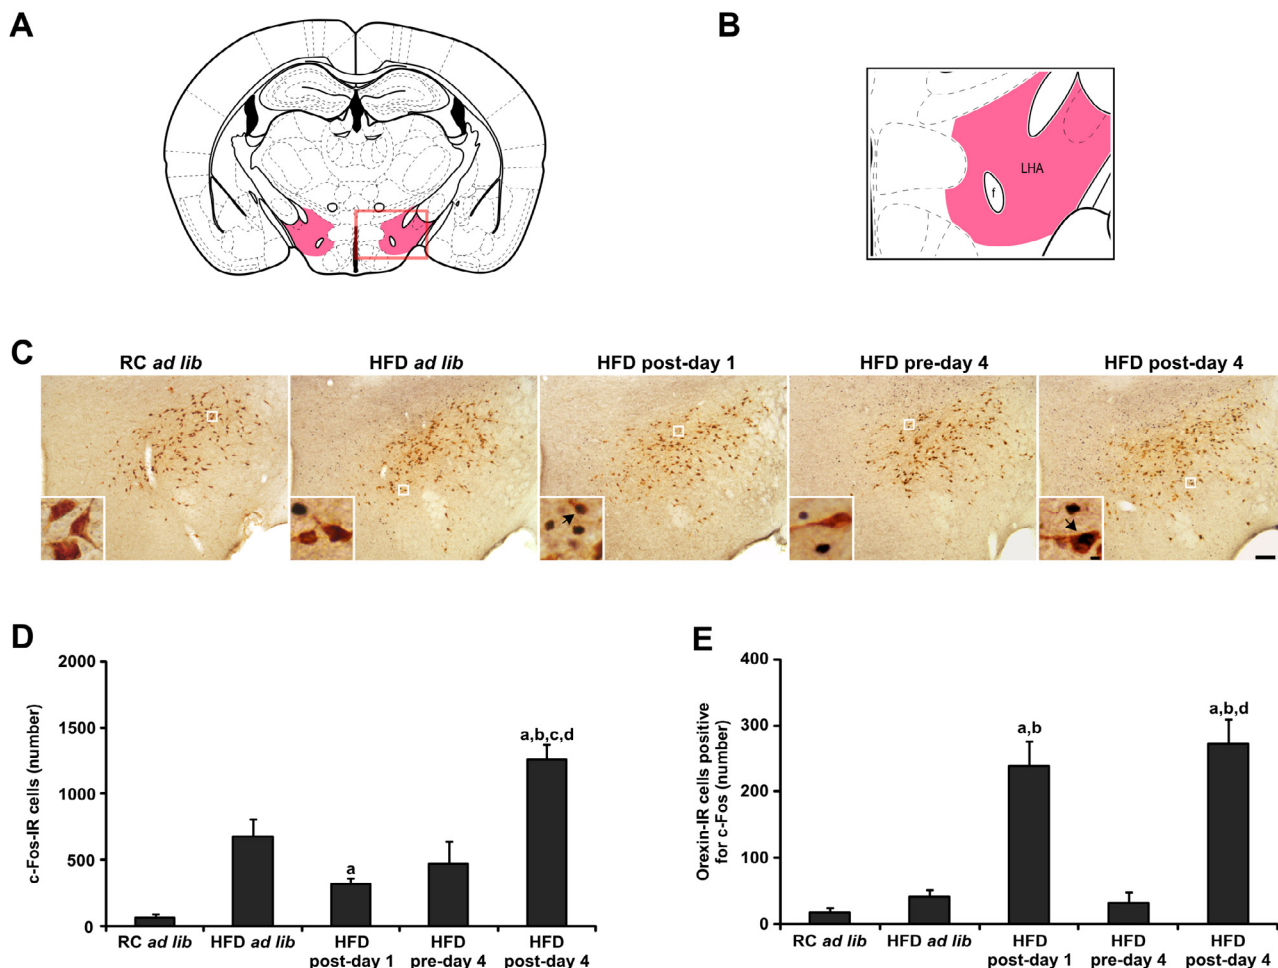 A
B
LHA
f
C
RC ad lib
HFD ad lib
HFD post-day 1
HFD pre-day 4
HFD post-day 4
D
c-Fos-IR cells (number)
2000
1500
1000
500
0
a
a,b,c,d
RC ad lib
HFD ad lib
HFD
post-day 1
HFD
pre-day 4
HFD
post-day 4
E
Orexin-IR cells positive
for c-Fos (number)
400
300
200
100
0
a,b
a,b,d
RC ad lib
HFD ad lib
HFD
post-day 1
HFD
pre-day 4
HFD
post-day 4